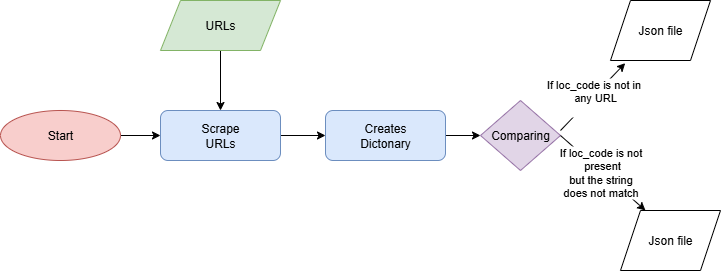 URLs
Start
Scrape
URLs
Creates
Dictonary
Comparing
If loc_code is not in
any URL
Json file
If loc_code is not
present
but the string
does not match
Json file